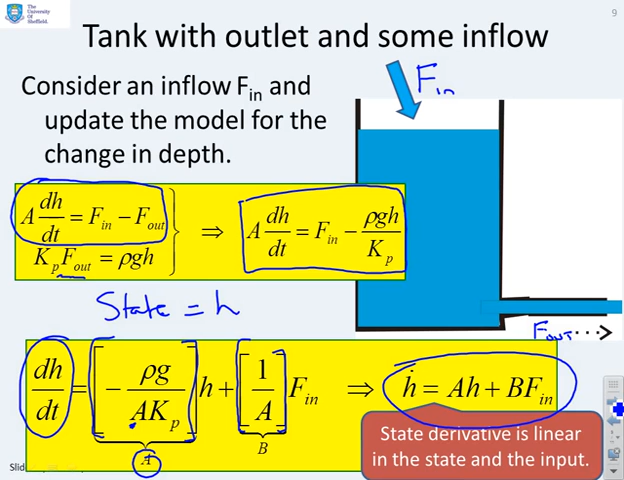 The
University
Of
Sheffield.
9
Tank with outlet and some inflow
Consider an inflow F_in and
update the model for the
change in depth.
F_in
A dh/dt = F_in − F_out
K_p F_out = ρgh
⇒ A dh/dt = F_in − ρgh/K_p
State = h
F_OUT
dh/dt = [−ρg/(AK_p)] h + [1/A] F_in ⇒ ḣ = Ah + BF_in
A
B
State derivative is linear
in the state and the input.
Slid